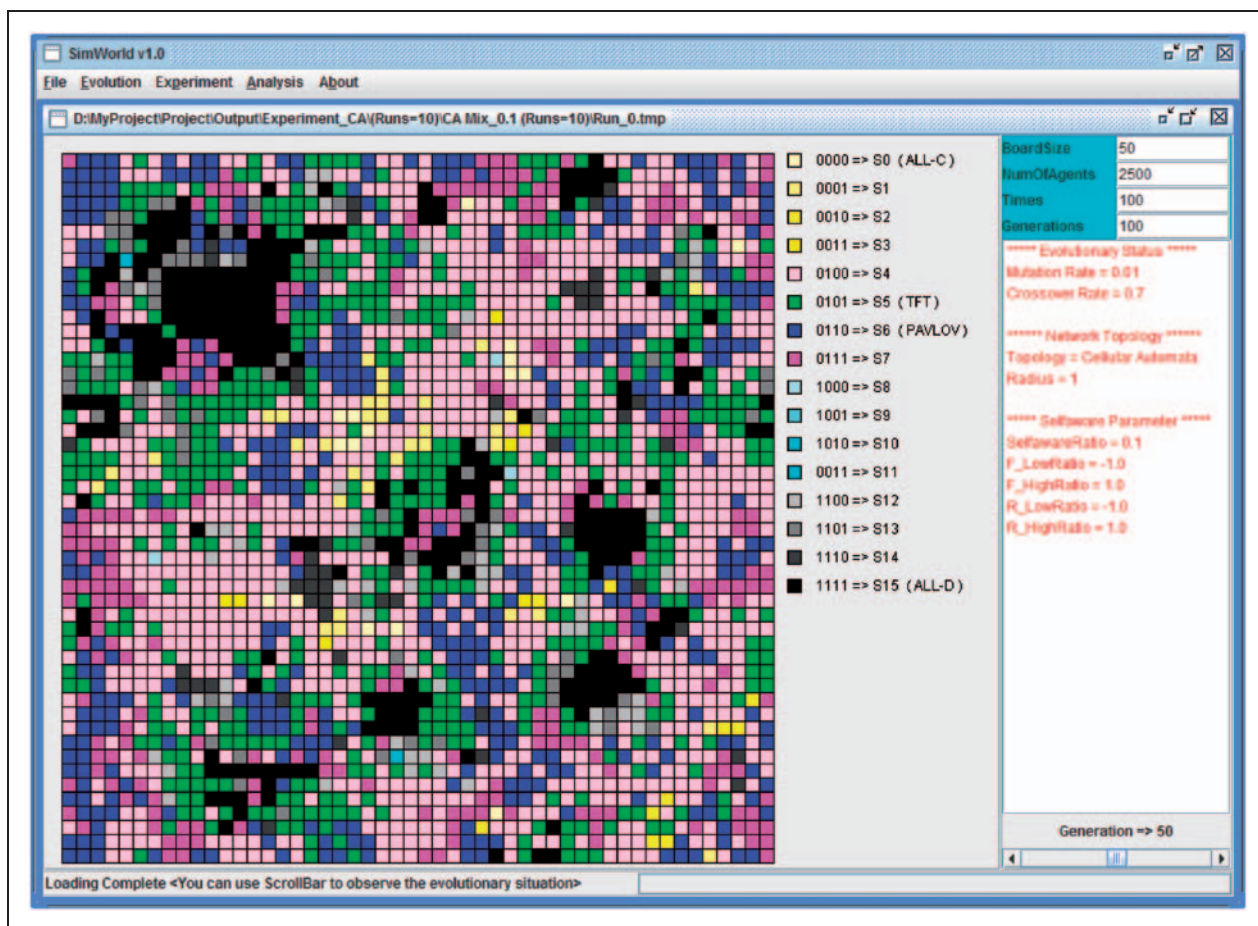 SimWorld v1.0
File Evolution Experiment Analysis About
D:\MyProject\Project\Output\Experiment_CA\(Runs=10)\CA Mix_0.1 (Runs=10)\Run_0.tmp
0000 => S0 (ALL-C)
0001 => S1
0010 => S2
0011 => S3
0100 => S4
0101 => S5 (TFT)
0110 => S6 (PAVLOV)
0111 => S7
1000 => S8
1001 => S9
1010 => S10
0011 => S11
1100 => S12
1101 => S13
1110 => S14
1111 => S15 (ALL-D)
BoardSize 50
NumOfAgents 2500
Times 100
Generations 100
***** Evolutionary Status *****
Mutation Rate = 0.01
Crossover Rate = 0.7
****** Network Topology ******
Topology = Cellular Automata
Radius = 1
***** Selfaware Parameter *****
SelfawareRatio = 0.1
F_LowRatio = -1.0
F_HighRatio = 1.0
R_LowRatio = -1.0
R_HighRatio = 1.0
Generation => 50
Loading Complete <You can use ScrollBar to observe the evolutionary situation>